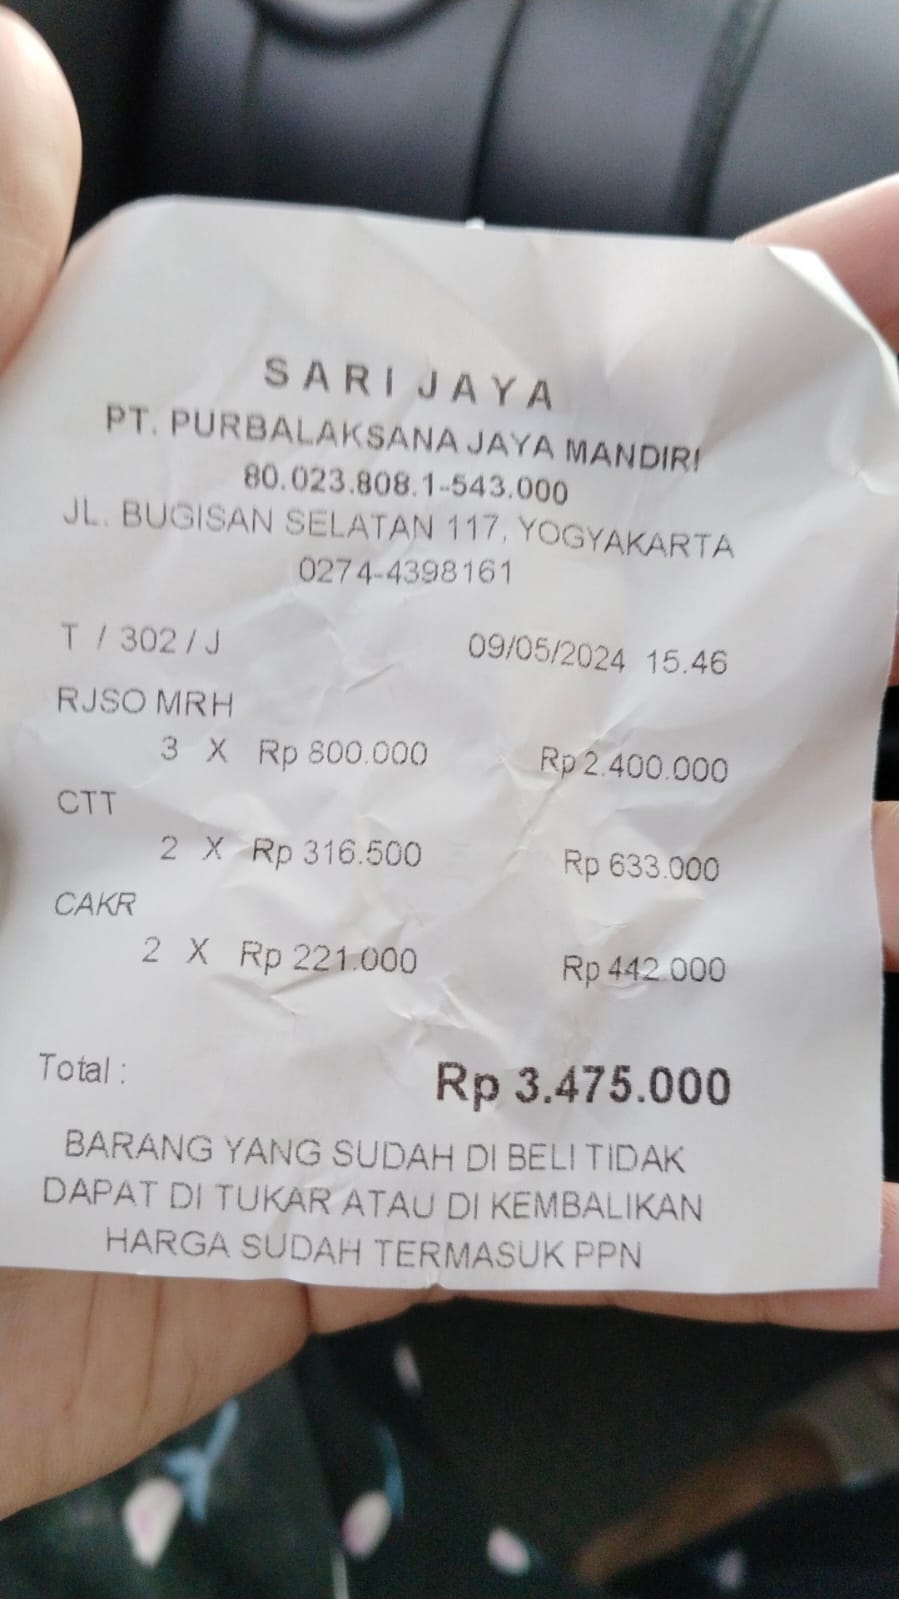 SARI JAYA
PT. PURBALAKSANA JAYA MANDIRI
80.023.808.1-543.000
JL. BUGISAN SELATAN 117, YOGYAKARTA
0274-4398161
T / 302 / J 09/05/2024 15.46
RJSO MRH
3 X Rp 800.000 Rp 2.400.000
CTT
2 X Rp 316.500 Rp 633.000
CAKR
2 X Rp 221.000 Rp 442.000
Total : Rp 3.475.000
BARANG YANG SUDAH DI BELI TIDAK
DAPAT DI TUKAR ATAU DI KEMBALIKAN
HARGA SUDAH TERMASUK PPN